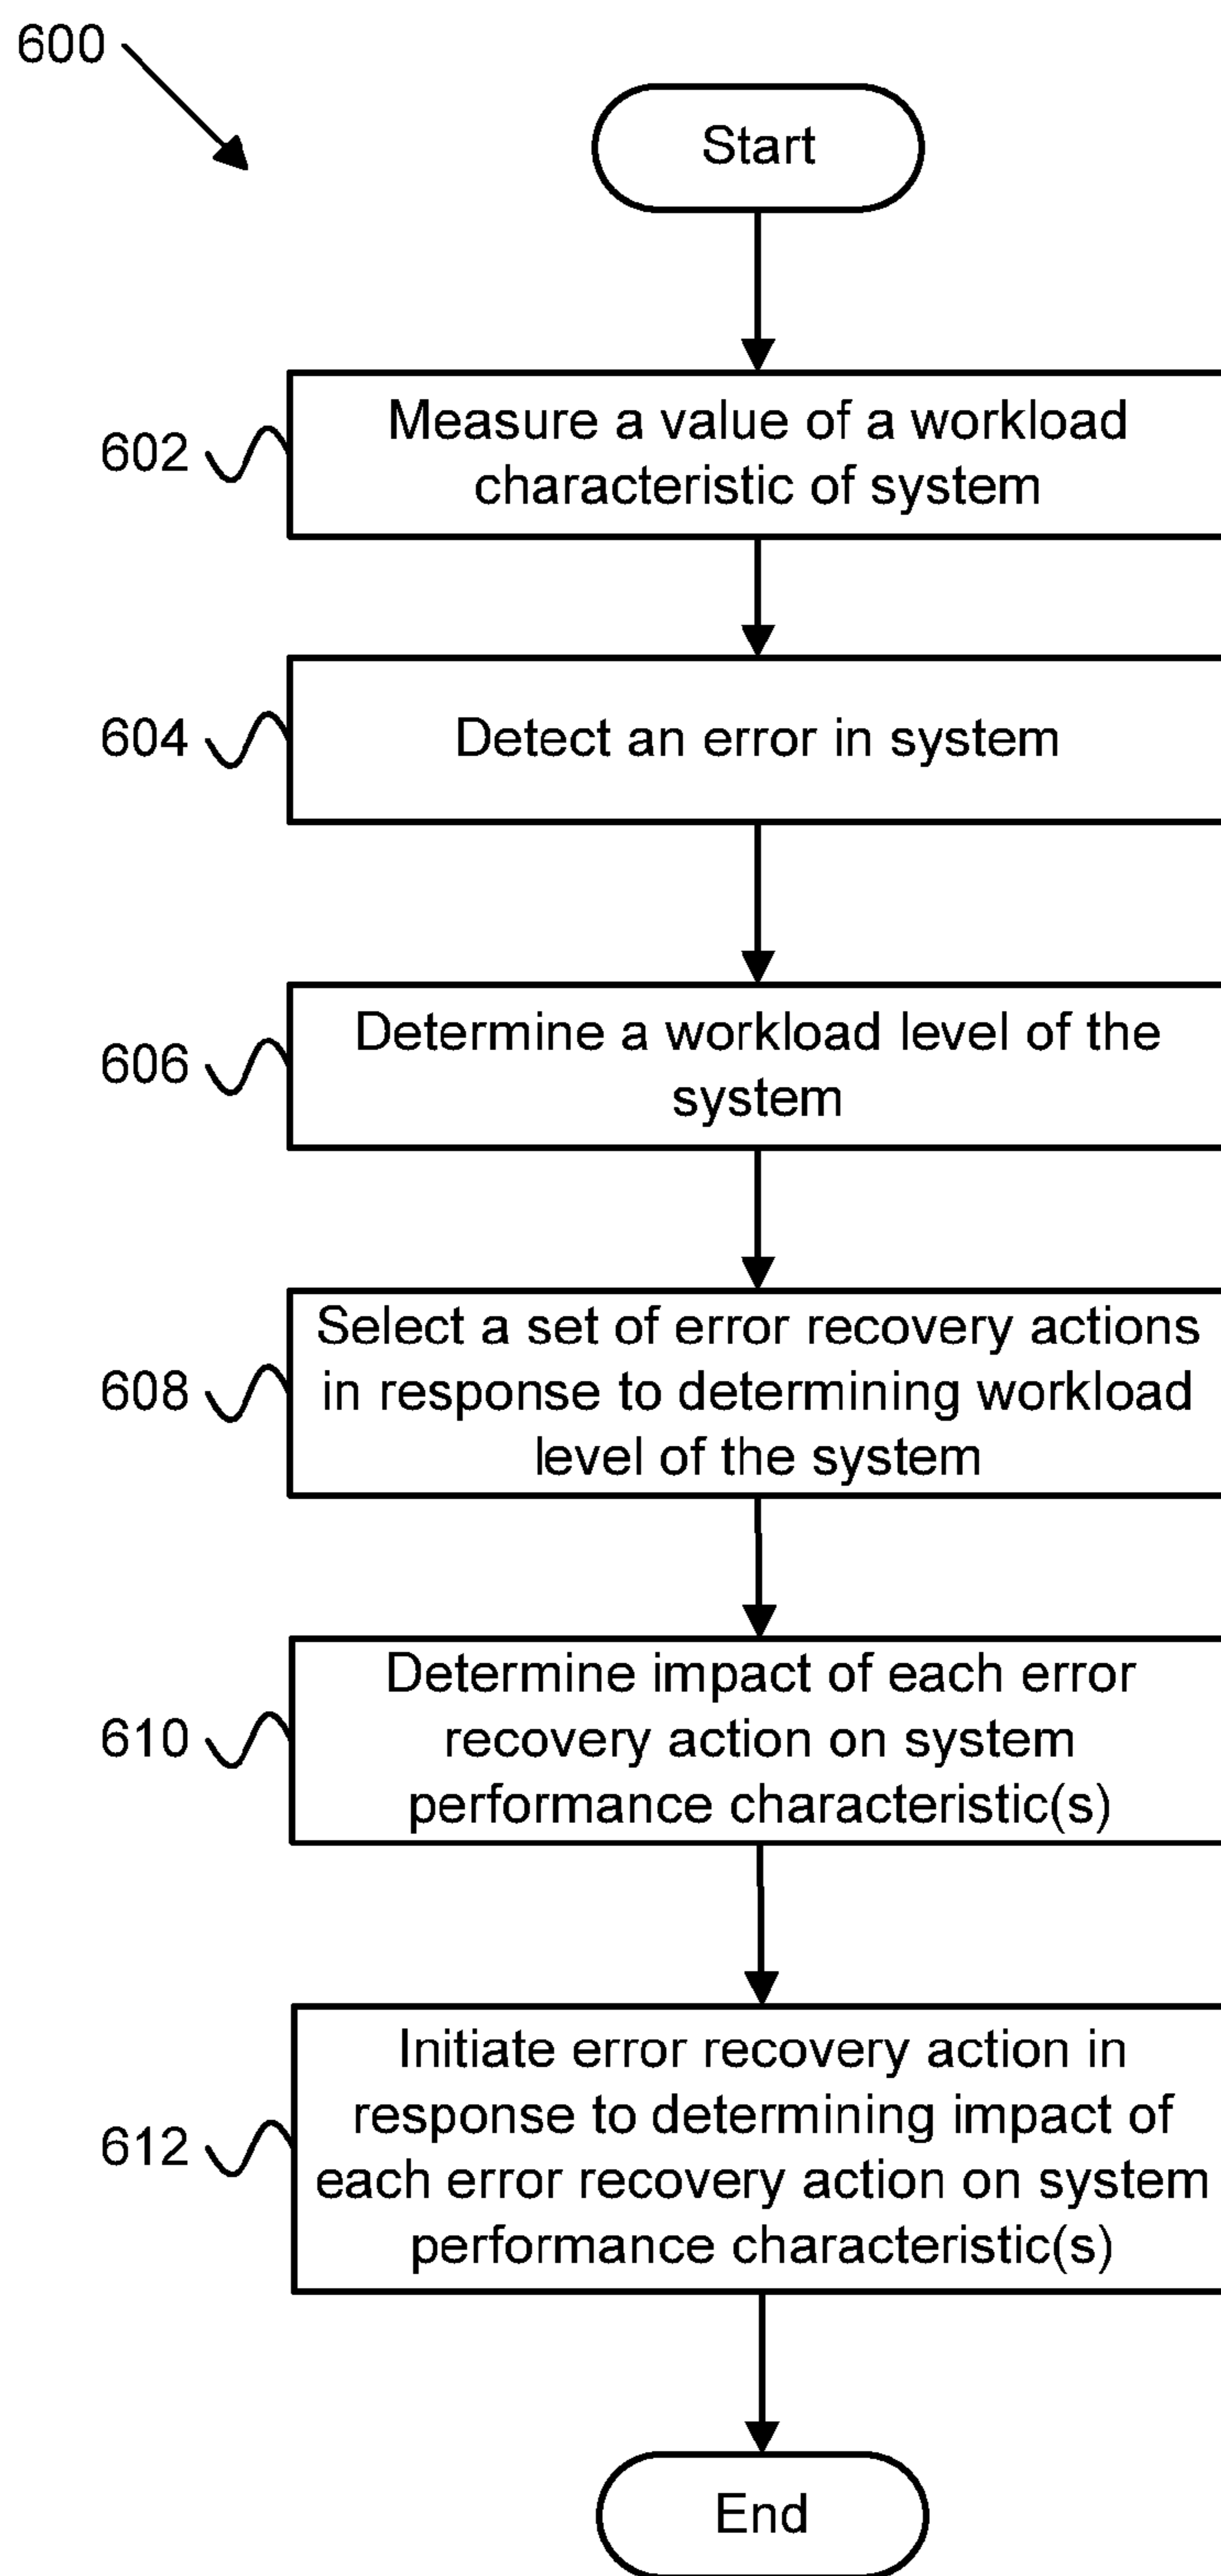 600
Start
602
Measure a value of a workload
characteristic of system
604
Detect an error in system
606
Determine a workload level of the
system
608
Select a set of error recovery actions
in response to determining workload
level of the system
610
Determine impact of each error
recovery action on system
performance characteristic(s)
612
Initiate error recovery action in
response to determining impact of
each error recovery action on system
performance characteristic(s)
End